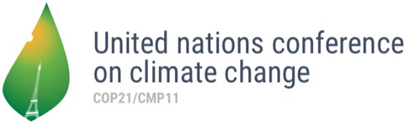 United nations conference
on climate change
COP21/CMP11